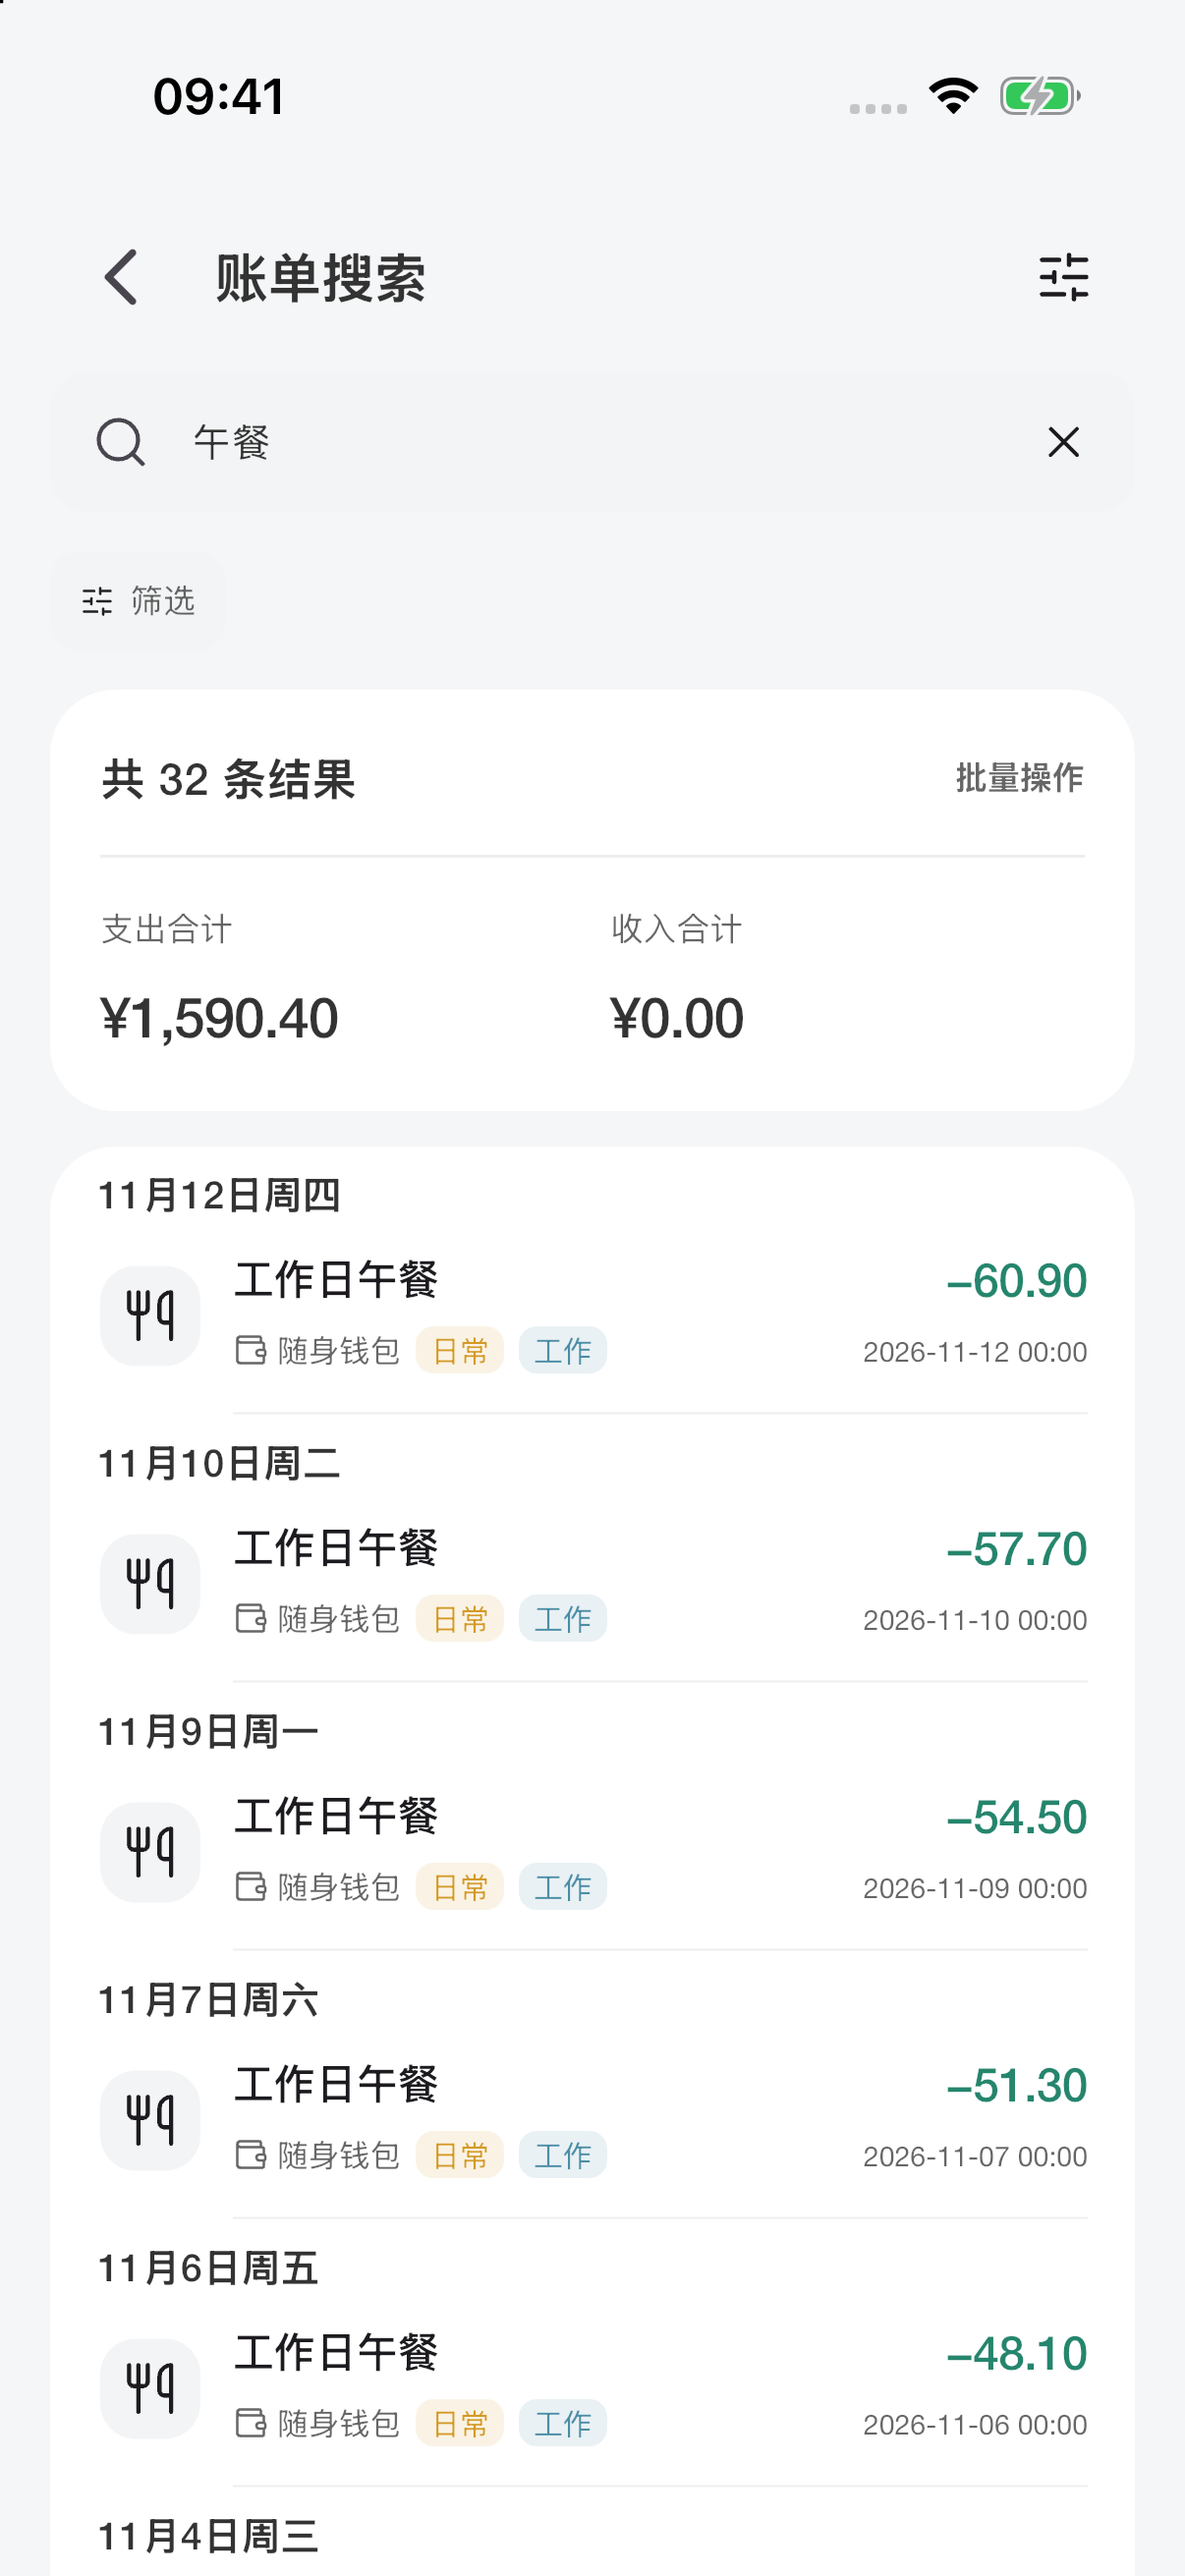 09:41
账单搜索
午餐
筛选
共 32 条结果
批量操作
支出合计
收入合计
¥1,590.40
¥0.00
11月12日周四
工作日午餐
-60.90
随身钱包 日常 工作
2026-11-12 00:00
11月10日周二
工作日午餐
-57.70
随身钱包 日常 工作
2026-11-10 00:00
11月9日周一
工作日午餐
-54.50
随身钱包 日常 工作
2026-11-09 00:00
11月7日周六
工作日午餐
-51.30
随身钱包 日常 工作
2026-11-07 00:00
11月6日周五
工作日午餐
-48.10
随身钱包 日常 工作
2026-11-06 00:00
11月4日周三